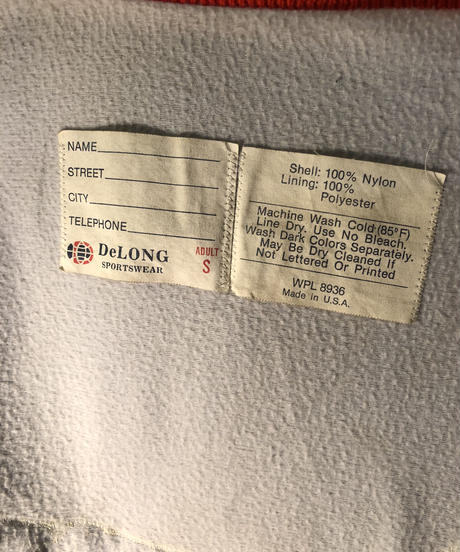 NAME
STREET
CITY
TELEPHONE
DeLONG
SPORTSWEAR
ADULT
S
Shell: 100% Nylon
Lining: 100%
Polyester
Machine Wash Cold (85°F)
Line Dry. Use No Bleach.
Wash Dark Colors Separately.
May Be Dry Cleaned If
Not Lettered Or Printed
WPL 8936
Made in U.S.A.